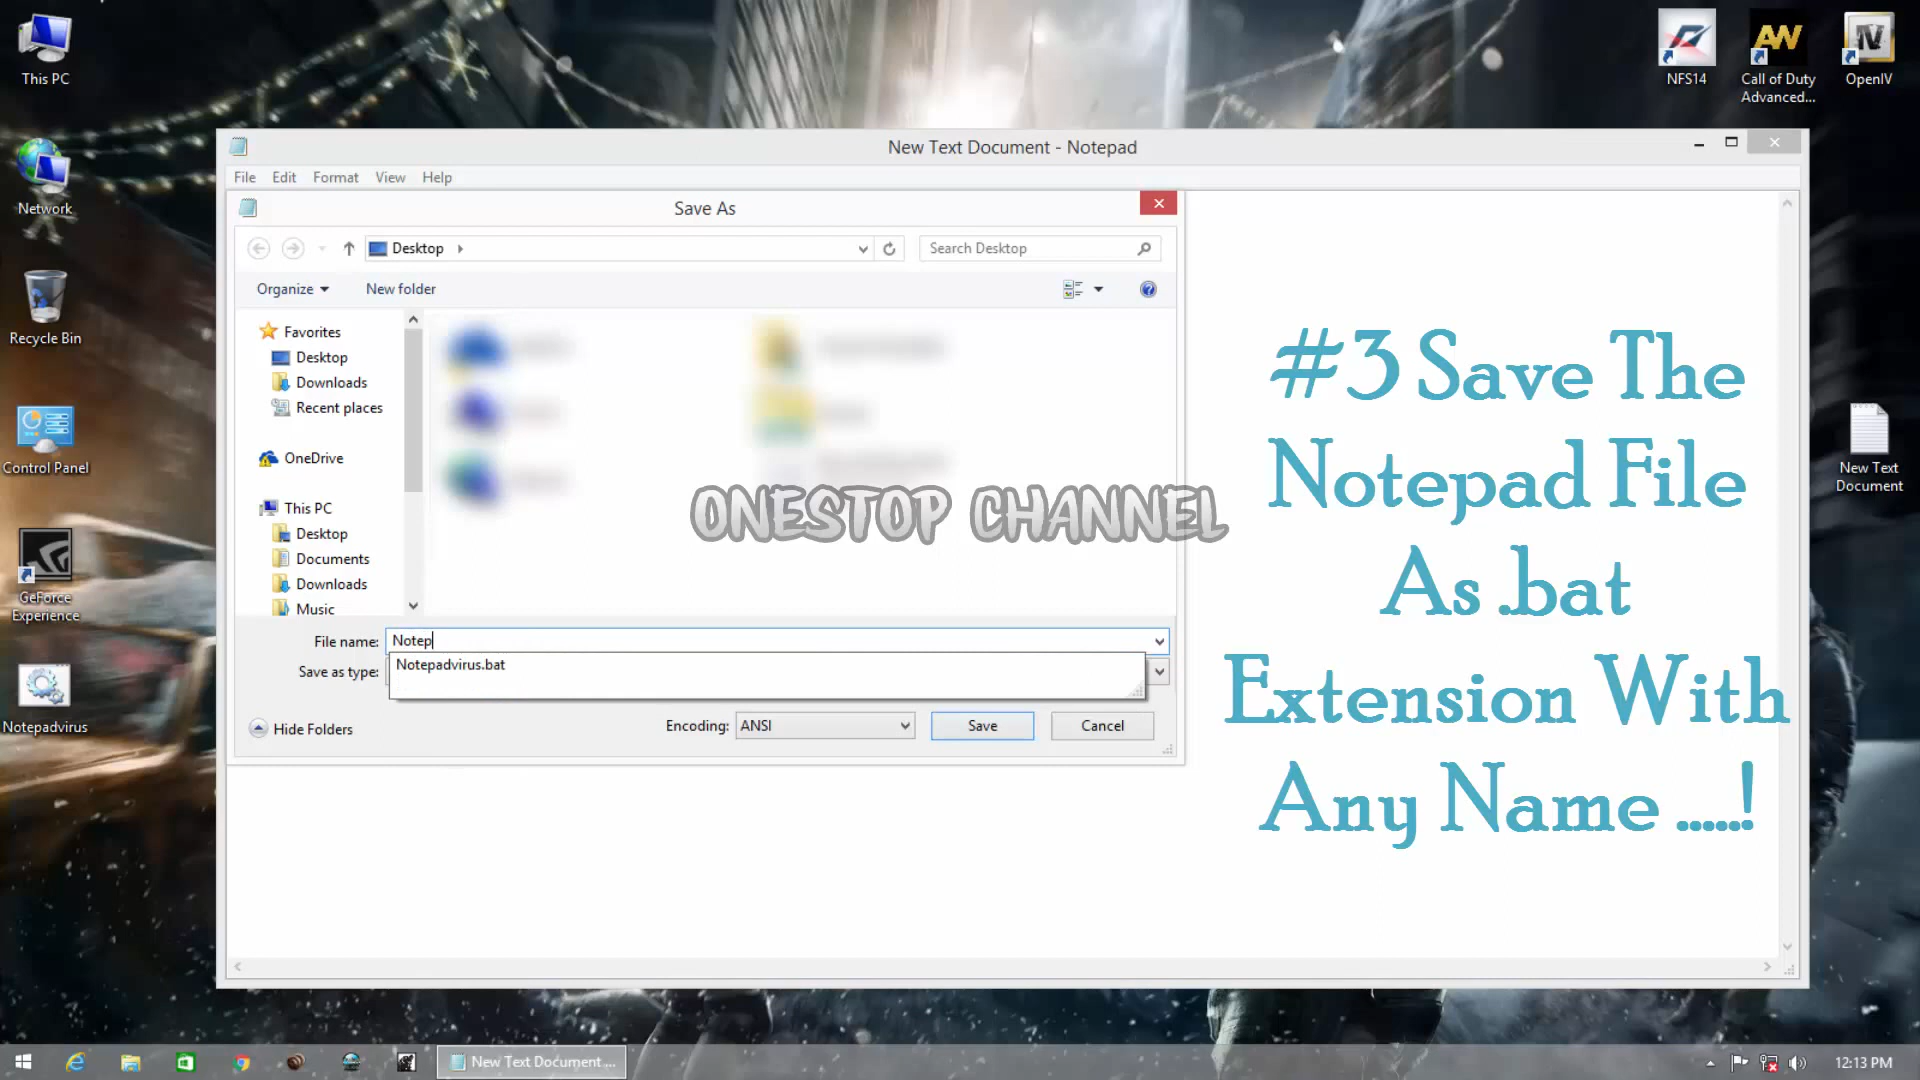 This PC
Network
Recycle Bin
Control Panel
GeForce
Experience
Notepadvirus
NFS14
Call of Duty
Advanced...
OpenIV
New Text
Document
New Text Document - Notepad
File Edit Format View Help
Save As
Desktop
Search Desktop
Organize New folder
Favorites
Desktop
Downloads
Recent places
OneDrive
This PC
Desktop
Documents
Downloads
Music
File name: Notep
Notepadvirus.bat
Save as type:
Hide Folders
Encoding: ANSI
Save
Cancel
ONESTOP CHANNEL
#3 Save The
Notepad File
As .bat
Extension With
Any Name .....!
New Text Document ...
12:13 PM